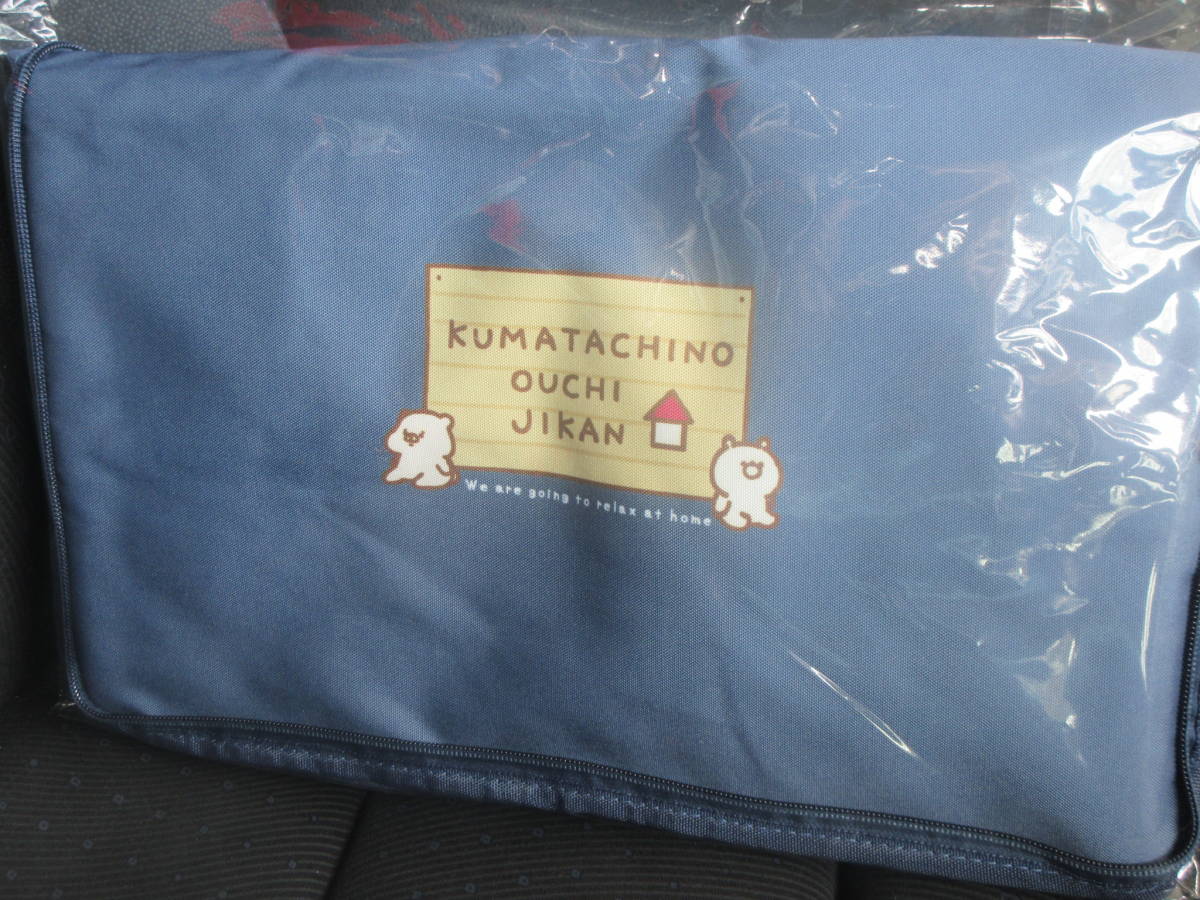 KUMATACHINO
OUCHI
JIKAN
We are going to relax at home